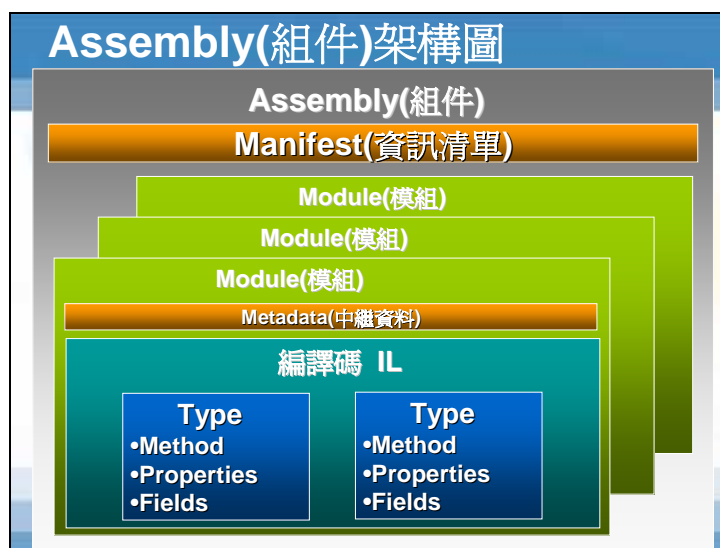 Assembly(組件)架構圖
Assembly(組件)
Manifest(資訊清單)
Module(模組)
Module(模組)
Module(模組)
Metadata(中繼資料)
編譯碼 IL
Type
•Method
•Properties
•Fields
Type
•Method
•Properties
•Fields